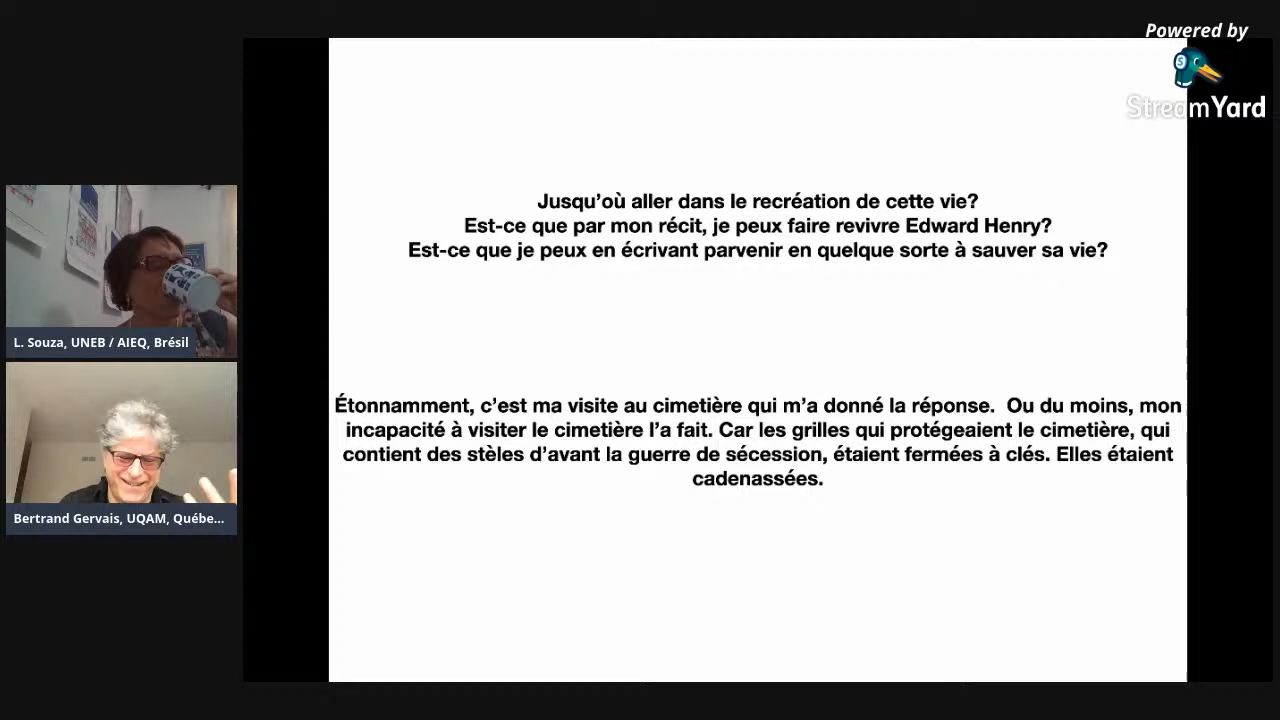 Powered by
StreamYard
Jusqu'où aller dans le recréation de cette vie?
Est-ce que par mon récit, je peux faire revivre Edward Henry?
Est-ce que je peux en écrivant parvenir en quelque sorte à sauver sa vie?
Étonnamment, c'est ma visite au cimetière qui m'a donné la réponse.  Ou du moins, mon
incapacité à visiter le cimetière l'a fait. Car les grilles qui protégeaient le cimetière, qui
contient des stèles d'avant la guerre de sécession, étaient fermées à clés. Elles étaient
cadenassées.
L. Souza, UNEB / AIEQ, Brésil
Bertrand Gervais, UQAM, Québe...